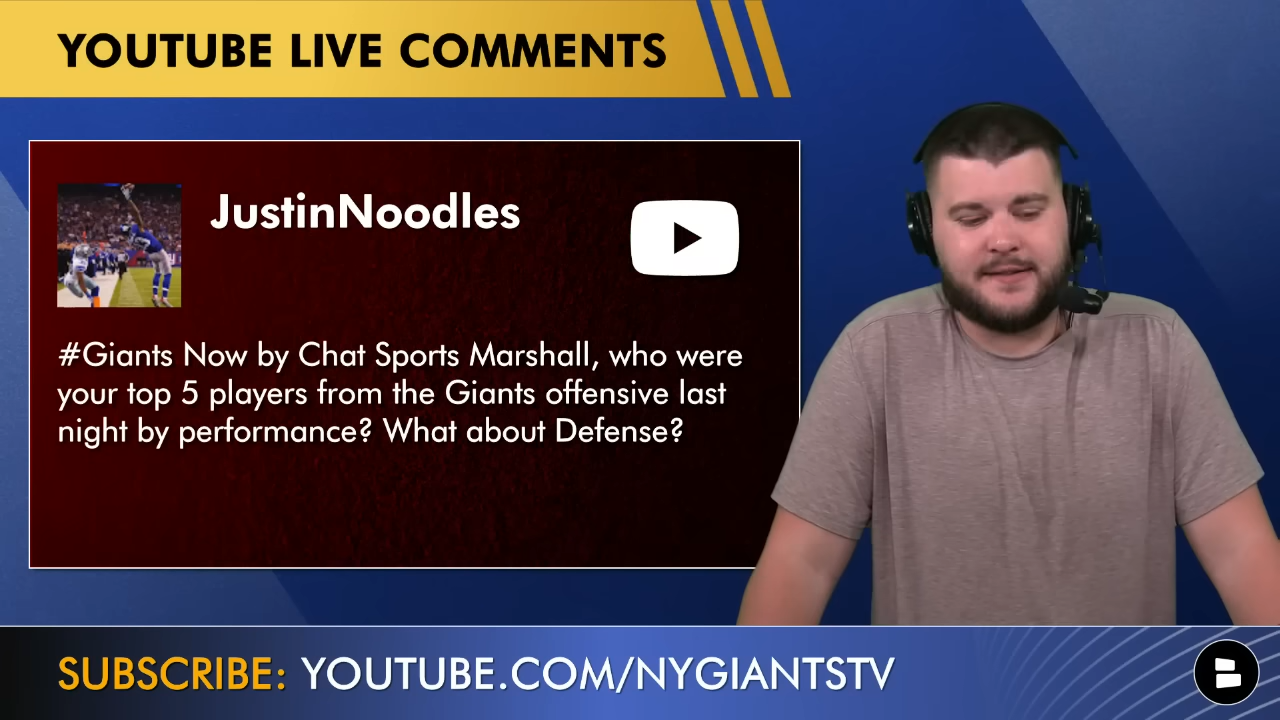 YOUTUBE LIVE COMMENTS
JustinNoodles
#Giants Now by Chat Sports Marshall, who were
your top 5 players from the Giants offensive last
night by performance? What about Defense?
SUBSCRIBE: YOUTUBE.COM/NYGIANTSTV